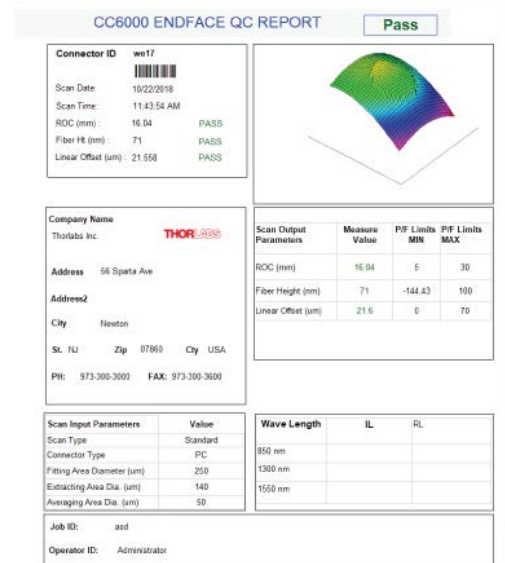 CC6000 ENDFACE QC REPORT
Pass
Connector ID we17
Scan Date: 10/22/2018
Scan Time: 11:43:54 AM
ROC (mm) : 16.04 PASS
Fiber Ht (nm) : 71 PASS
Linear Offset (um) : 21.558 PASS
Company Name
Thorlabs Inc.
THORLABS
Address 56 Sparta Ave
Address2
City Newton
St. NJ Zip 07860 Cty USA
PH: 973-300-3000 FAX: 973-300-3600
Scan Output Parameters Measure Value P/F Limits MIN P/F Limits MAX
ROC (mm) 16.04 5 30
Fiber Height (nm) 71 -144.43 100
Linear Offset (um) 21.6 0 70
Scan Input Parameters Value
Scan Type Standard
Connector Type PC
Fitting Area Diameter (um) 250
Extracting Area Dia. (um) 140
Averaging Area Dia. (um) 50
Wave Length IL RL
850 nm
1300 nm
1550 nm
Job ID: asd
Operator ID: Administrator